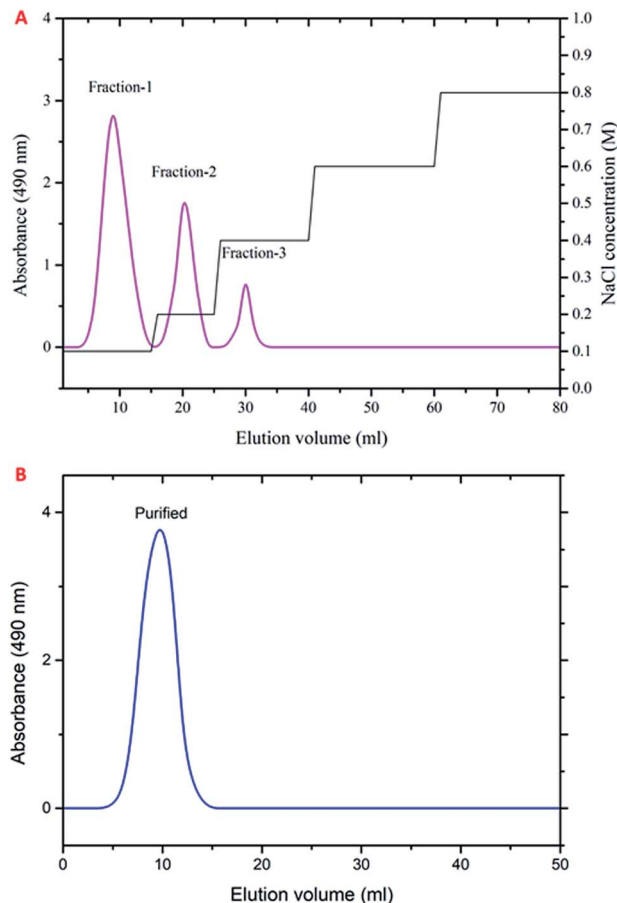 A
Absorbance (490 nm)
4
3
2
1
0
Fraction-1
Fraction-2
Fraction-3
1.0
0.9
0.8
0.7
0.6
0.5
0.4
0.3
0.2
0.1
0.0
NaCl concentration (M)
10 20 30 40 50 60 70 80
Elution volume (ml)
B
Absorbance (490 nm)
4
2
0
Purified
0 10 20 30 40 50
Elution volume (ml)